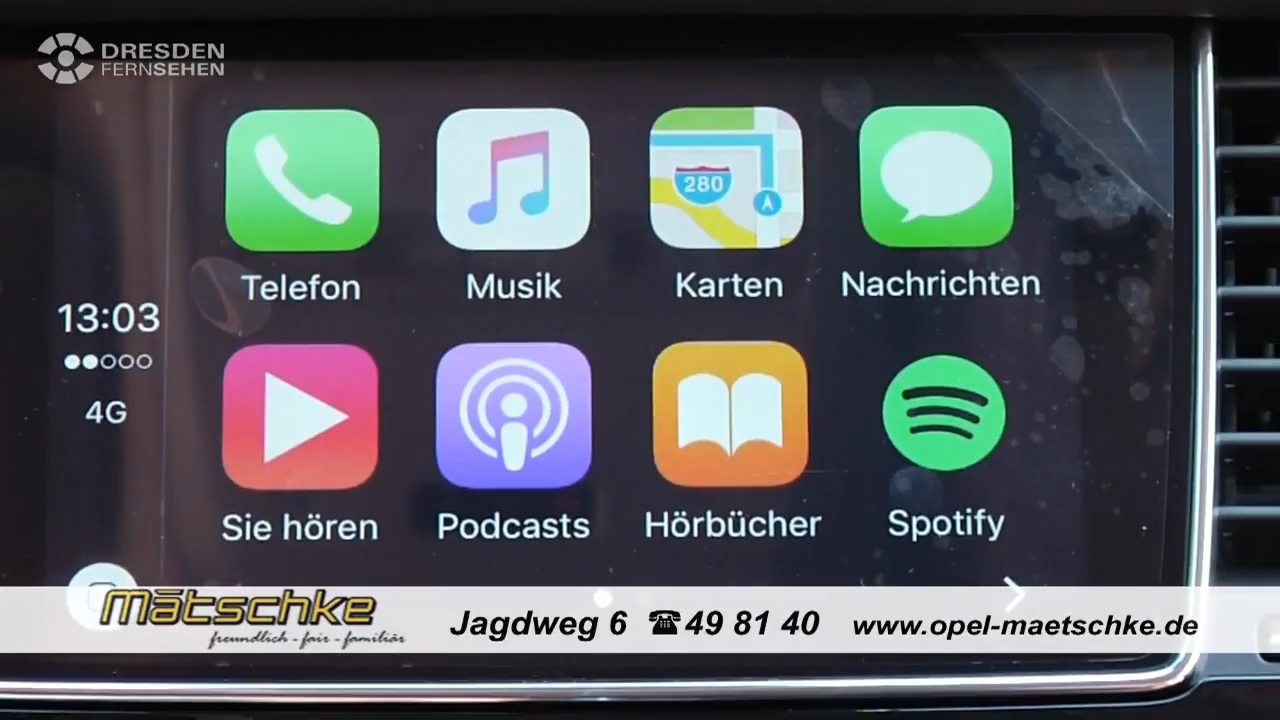 DRESDEN
FERNSEHEN
280
Telefon
Musik
Karten
Nachrichten
13:03
4G
Sie hören
Podcasts
Hörbücher
Spotify
Mätschke
freundlich - fair - familiär
Jagdweg 6 ☎49 81 40 www.opel-maetschke.de